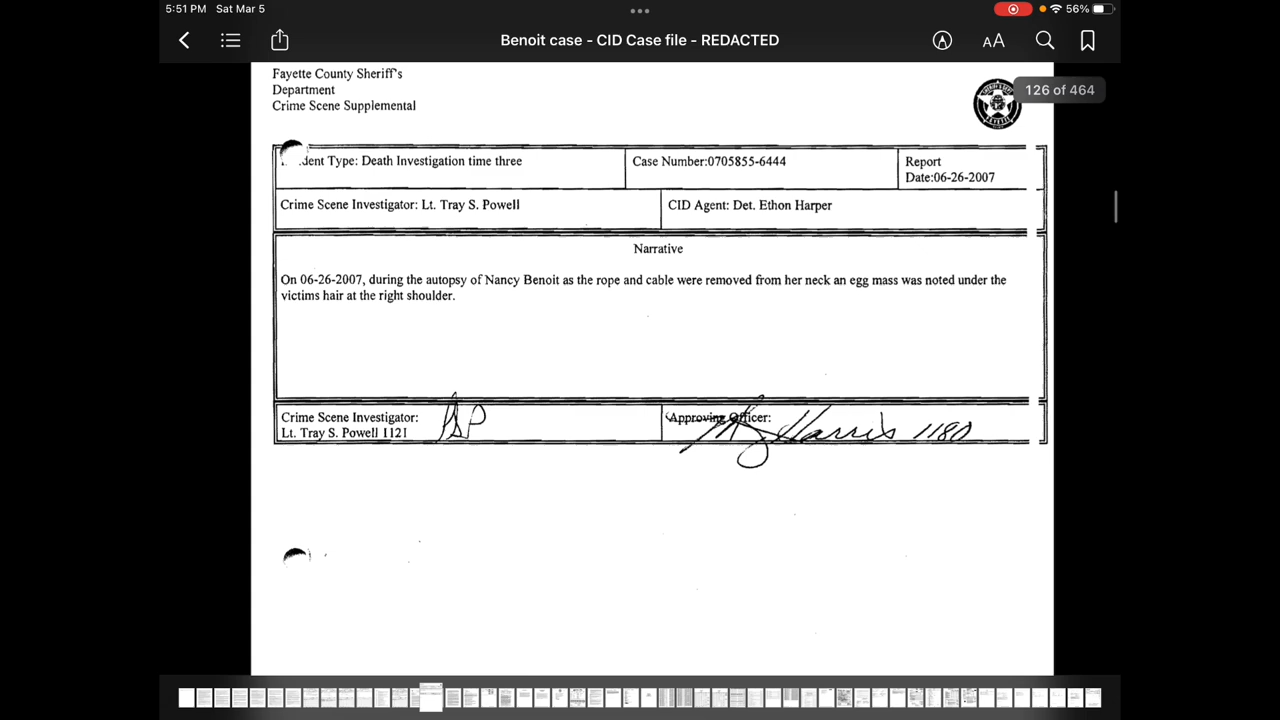 5:51 PM Sat Mar 5
56%
Benoit case - CID Case file - REDACTED
AA
126 of 464
Fayette County Sheriff's
Department
Crime Scene Supplemental
dent Type: Death Investigation time three
Case Number:0705855-6444
Report
Date:06-26-2007
Crime Scene Investigator: Lt. Tray S. Powell
CID Agent: Det. Ethon Harper
Narrative
On 06-26-2007, during the autopsy of Nancy Benoit as the rope and cable were removed from her neck an egg mass was noted under the
victims hair at the right shoulder.
Crime Scene Investigator:
Lt. Tray S. Powell 1121
Approving Officer:
Harris 1180